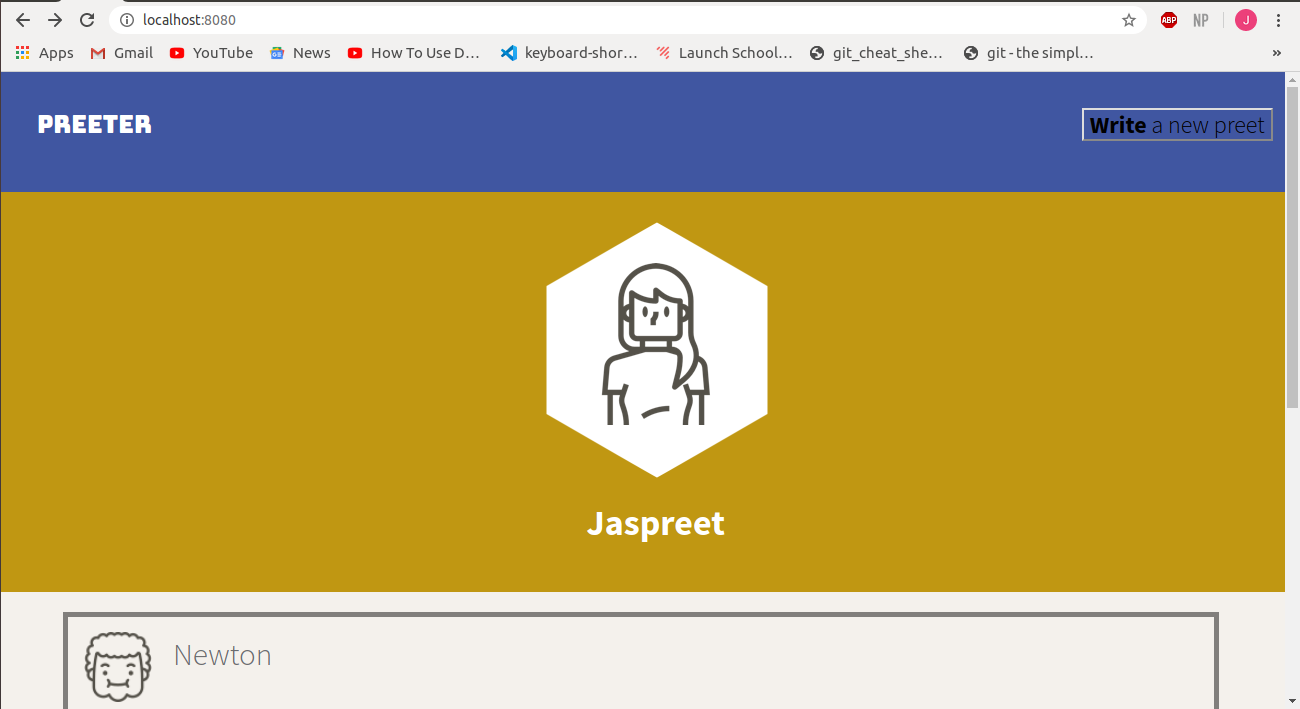 localhost:8080
ABP NP J
Apps Gmail YouTube News How To Use D... keyboard-shor... Launch School... git_cheat_she... git - the simpl... »
PREETER
Write a new preet
Jaspreet
Newton